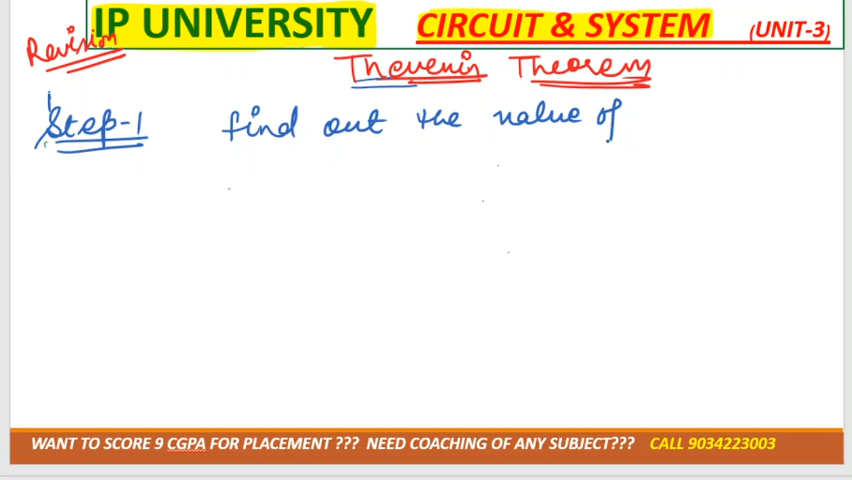 IP UNIVERSITY CIRCUIT & SYSTEM (UNIT-3)
Revision
Thevenin Theorem
Step-1 find out the value of
WANT TO SCORE 9 CGPA FOR PLACEMENT ??? NEED COACHING OF ANY SUBJECT??? CALL 9034223003